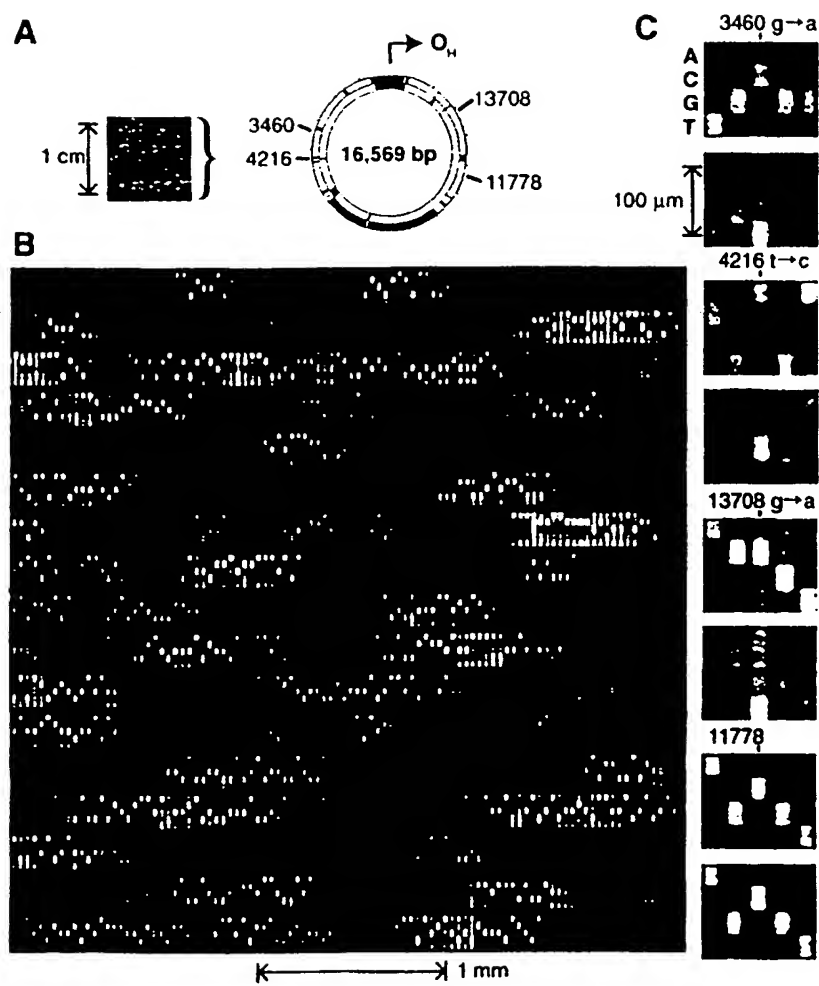 A
O_H
13708
3460
4216
16,569 bp
11778
1 cm
B
1 mm
C
3460 g→a
A
C
G
T
100 µm
4216 t→c
13708 g→a
11778